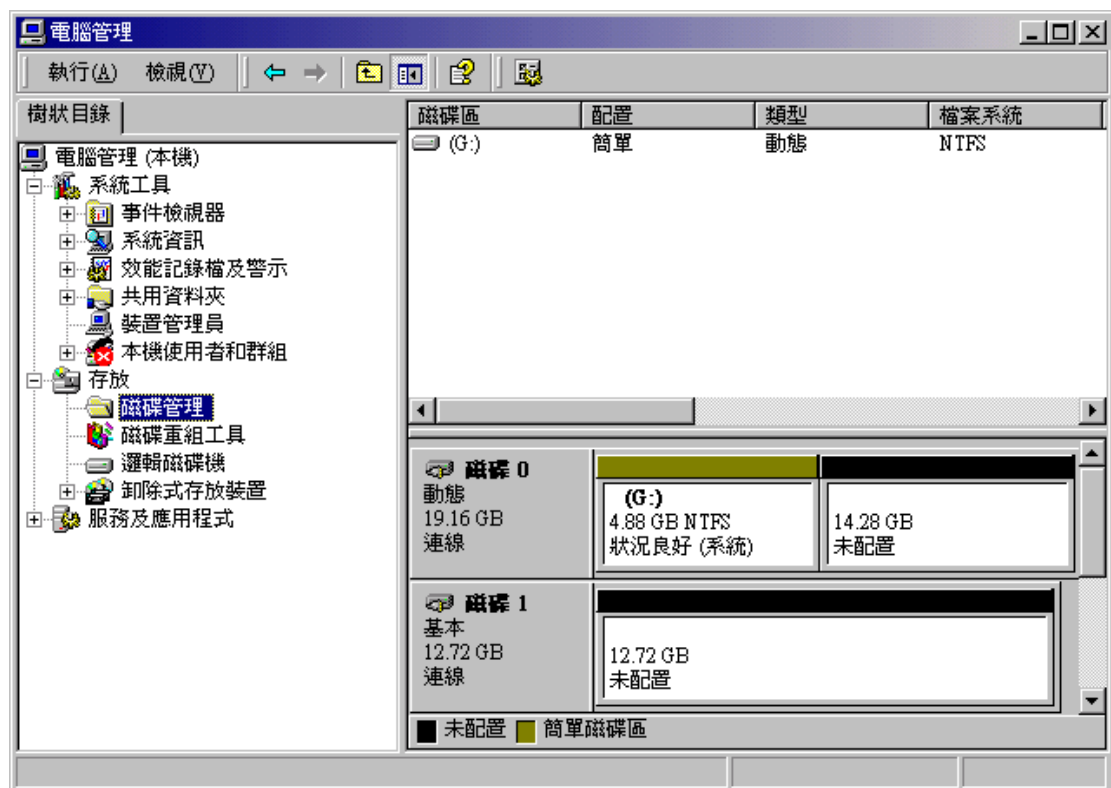 電腦管理
執行(A) 檢視(V)
樹狀目錄
電腦管理 (本機)
系統工具
事件檢視器
系統資訊
效能記錄檔及警示
共用資料夾
裝置管理員
本機使用者和群組
存放
磁碟管理
磁碟重組工具
邏輯磁碟機
卸除式存放裝置
服務及應用程式
磁碟區 配置 類型 檔案系統
(G:) 簡單 動態 NTFS
磁碟 0
動態
19.16 GB
連線
(G:)
4.88 GB NTFS
狀況良好 (系統)
14.28 GB
未配置
磁碟 1
基本
12.72 GB
連線
12.72 GB
未配置
未配置 簡單磁碟區